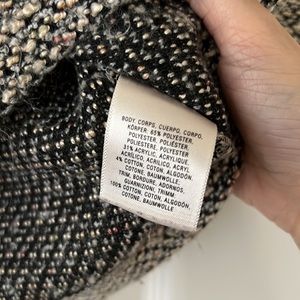 BODY, CORPS, CUERPO, CORPO,
KÖRPER: 65% POLYESTER,
POLYESTER, POLIÉSTER,
POLIESTERE, POLYESTER
31% ACRYLIC, ACRYLIQUE,
ACRÍLICO, ACRILICO, ACRYL
4% COTTON, COTON, ALGODÓN,
COTONE, BAUMWOLLE;
TRIM, BORDURE, ADORNOS,
GUARNIZIONI, TRIMM:
100% COTTON, COTON, ALGODÓN,
COTONE, BAUMWOLLE